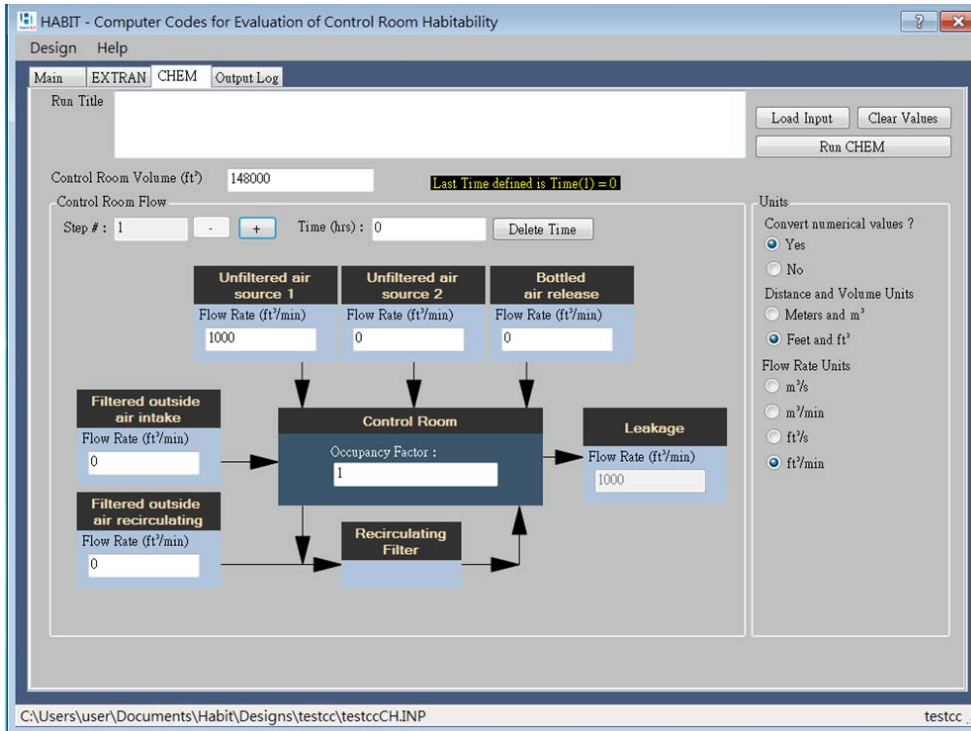 HABIT - Computer Codes for Evaluation of Control Room Habitability
Design Help
Main EXTRAN CHEM Output Log
Run Title
Load Input Clear Values
Run CHEM
Control Room Volume (ft³) 148000
Last Time defined is Time(1) = 0
Control Room Flow
Step # : 1 - + Time (hrs) : 0 Delete Time
Unfiltered air
source 1
Flow Rate (ft³/min)
1000
Unfiltered air
source 2
Flow Rate (ft³/min)
0
Bottled
air release
Flow Rate (ft³/min)
0
Filtered outside
air intake
Flow Rate (ft³/min)
0
Control Room
Occupancy Factor :
1
Leakage
Flow Rate (ft³/min)
1000
Filtered outside
air recirculating
Flow Rate (ft³/min)
0
Recirculating
Filter
Units
Convert numerical values ?
Yes
No
Distance and Volume Units
Meters and m³
Feet and ft³
Flow Rate Units
m³/s
m³/min
ft³/s
ft³/min
C:\Users\user\Documents\Habit\Designs\testcc\testccCH.INP testcc